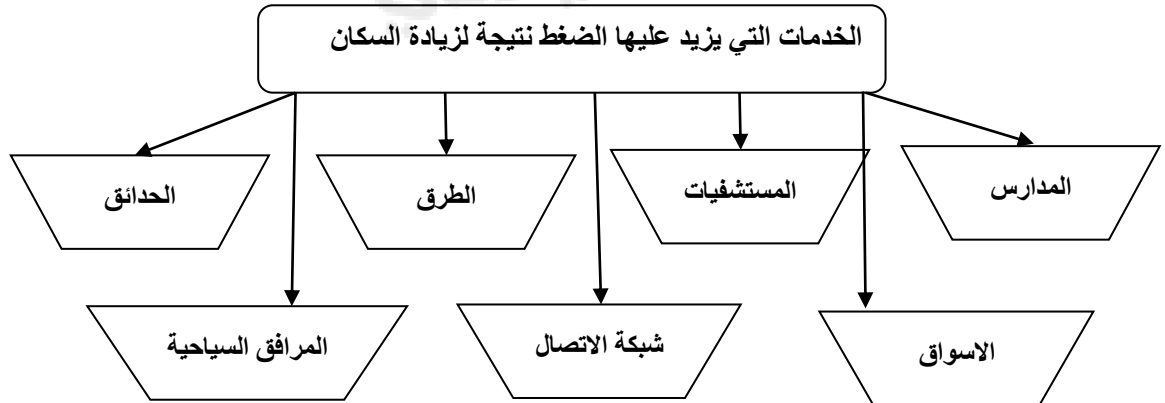 الخدمات التي يزيد عليها الضغط نتيجة لزيادة السكان
المدارس
المستشفيات
الطرق
الحدائق
الاسواق
شبكة الاتصال
المرافق السياحية